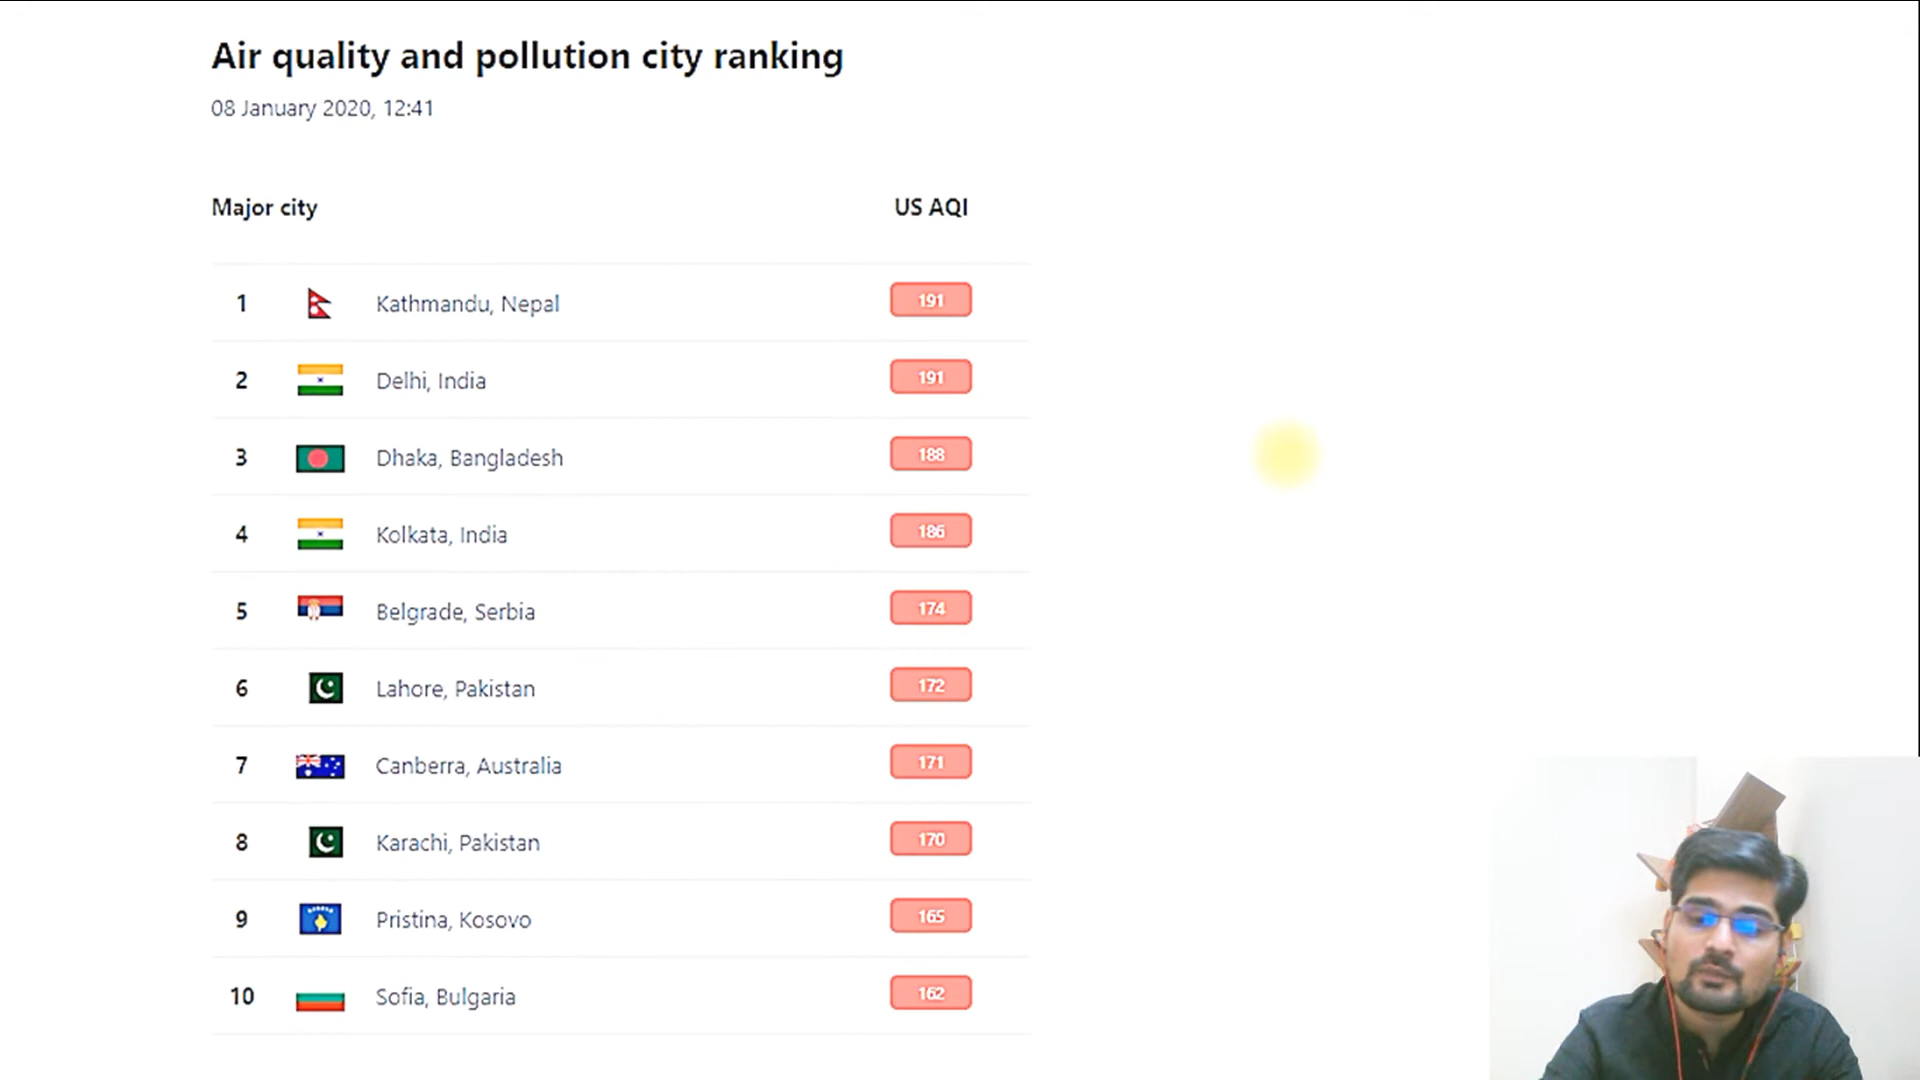 Air quality and pollution city ranking
08 January 2020, 12:41
Major city US AQI
1 Kathmandu, Nepal 191
2 Delhi, India 191
3 Dhaka, Bangladesh 188
4 Kolkata, India 186
5 Belgrade, Serbia 174
6 Lahore, Pakistan 172
7 Canberra, Australia 171
8 Karachi, Pakistan 170
9 Pristina, Kosovo 165
10 Sofia, Bulgaria 162